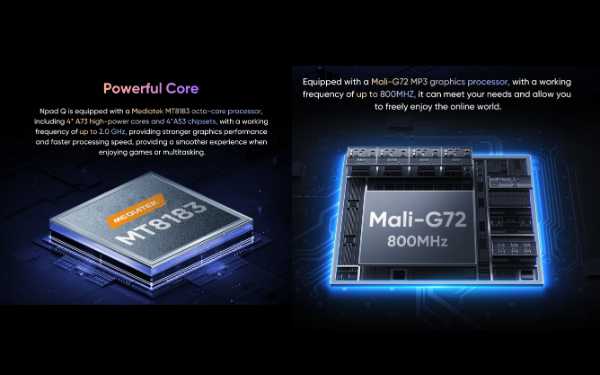 Powerful Core
Npad Q is equipped with a Mediatek MT8183 octa-core processor,
including 4* A73 high-power cores and 4*A53 chipsets, with a working
frequency of up to 2.0 GHz, providing stronger graphics performance
and faster processing speed, providing a smoother experience when
enjoying games or multitasking.
MEDIATEK
MT8183
Equipped with a Mali-G72 MP3 graphics processor, with a working
frequency of up to 800MHZ, it can meet your needs and allow you
to freely enjoy the online world.
Mali-G72
800MHz